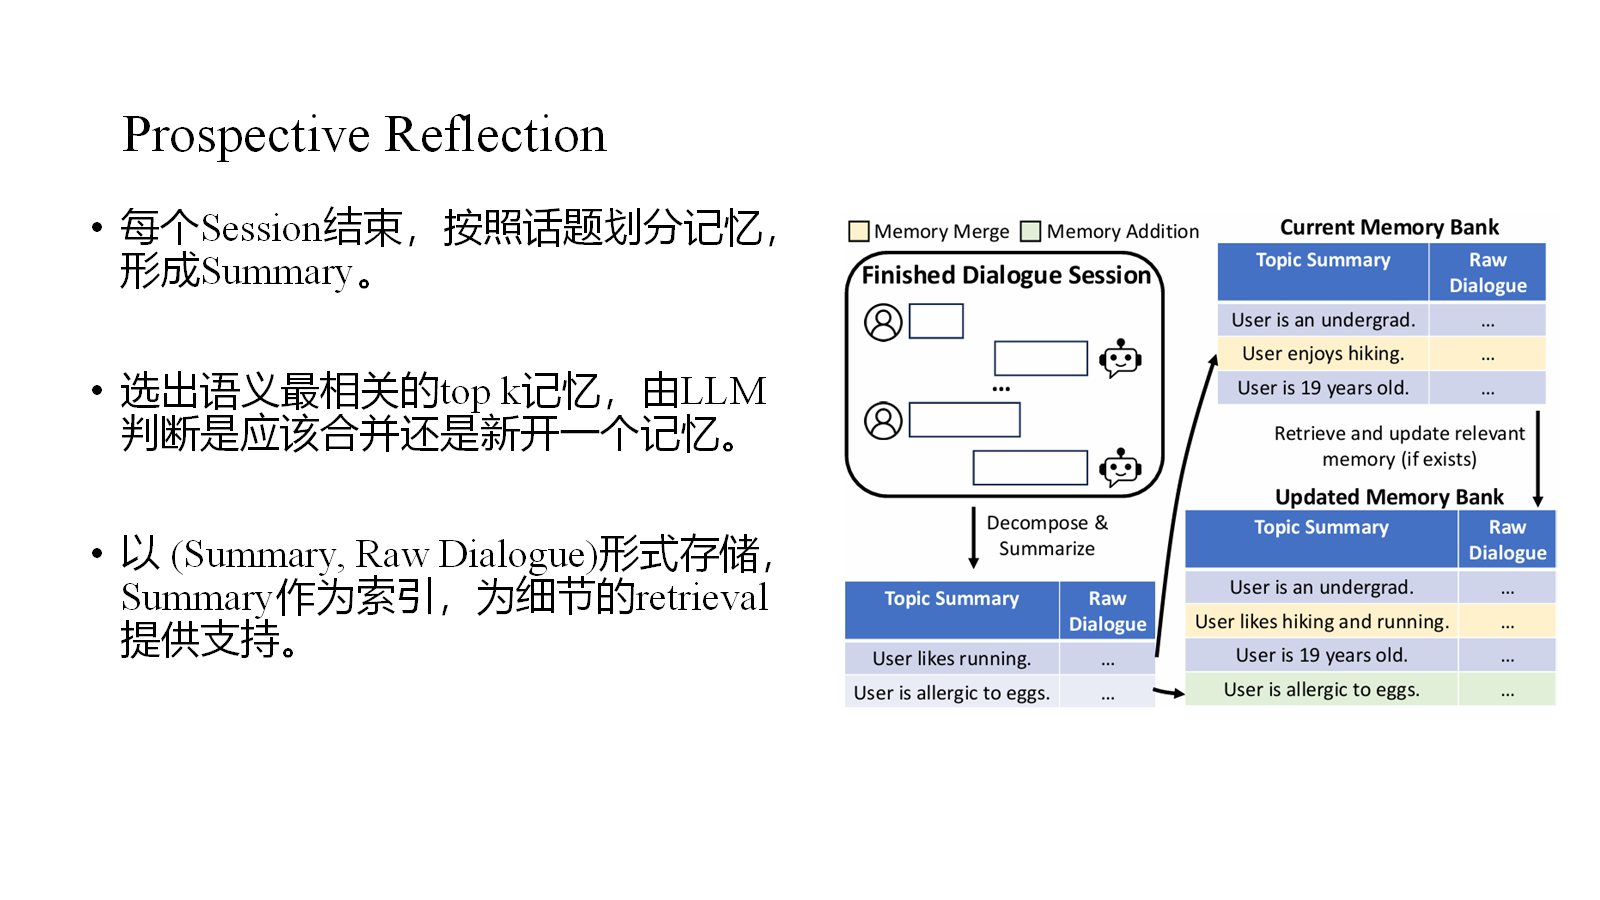 Prospective Reflection
• 每个Session结束，按照话题划分记忆，
形成Summary。
• 选出语义最相关的top k记忆，由LLM
判断是应该合并还是新开一个记忆。
• 以 (Summary, Raw Dialogue)形式存储，
Summary作为索引，为细节的retrieval
提供支持。
Memory Merge Memory Addition
Finished Dialogue Session
...
Decompose &
Summarize
Topic Summary Raw
Dialogue
User likes running. ...
User is allergic to eggs. ...
Current Memory Bank
Topic Summary Raw
Dialogue
User is an undergrad. ...
User enjoys hiking. ...
User is 19 years old. ...
Retrieve and update relevant
memory (if exists)
Updated Memory Bank
Topic Summary Raw
Dialogue
User is an undergrad. ...
User likes hiking and running. ...
User is 19 years old. ...
User is allergic to eggs. ...